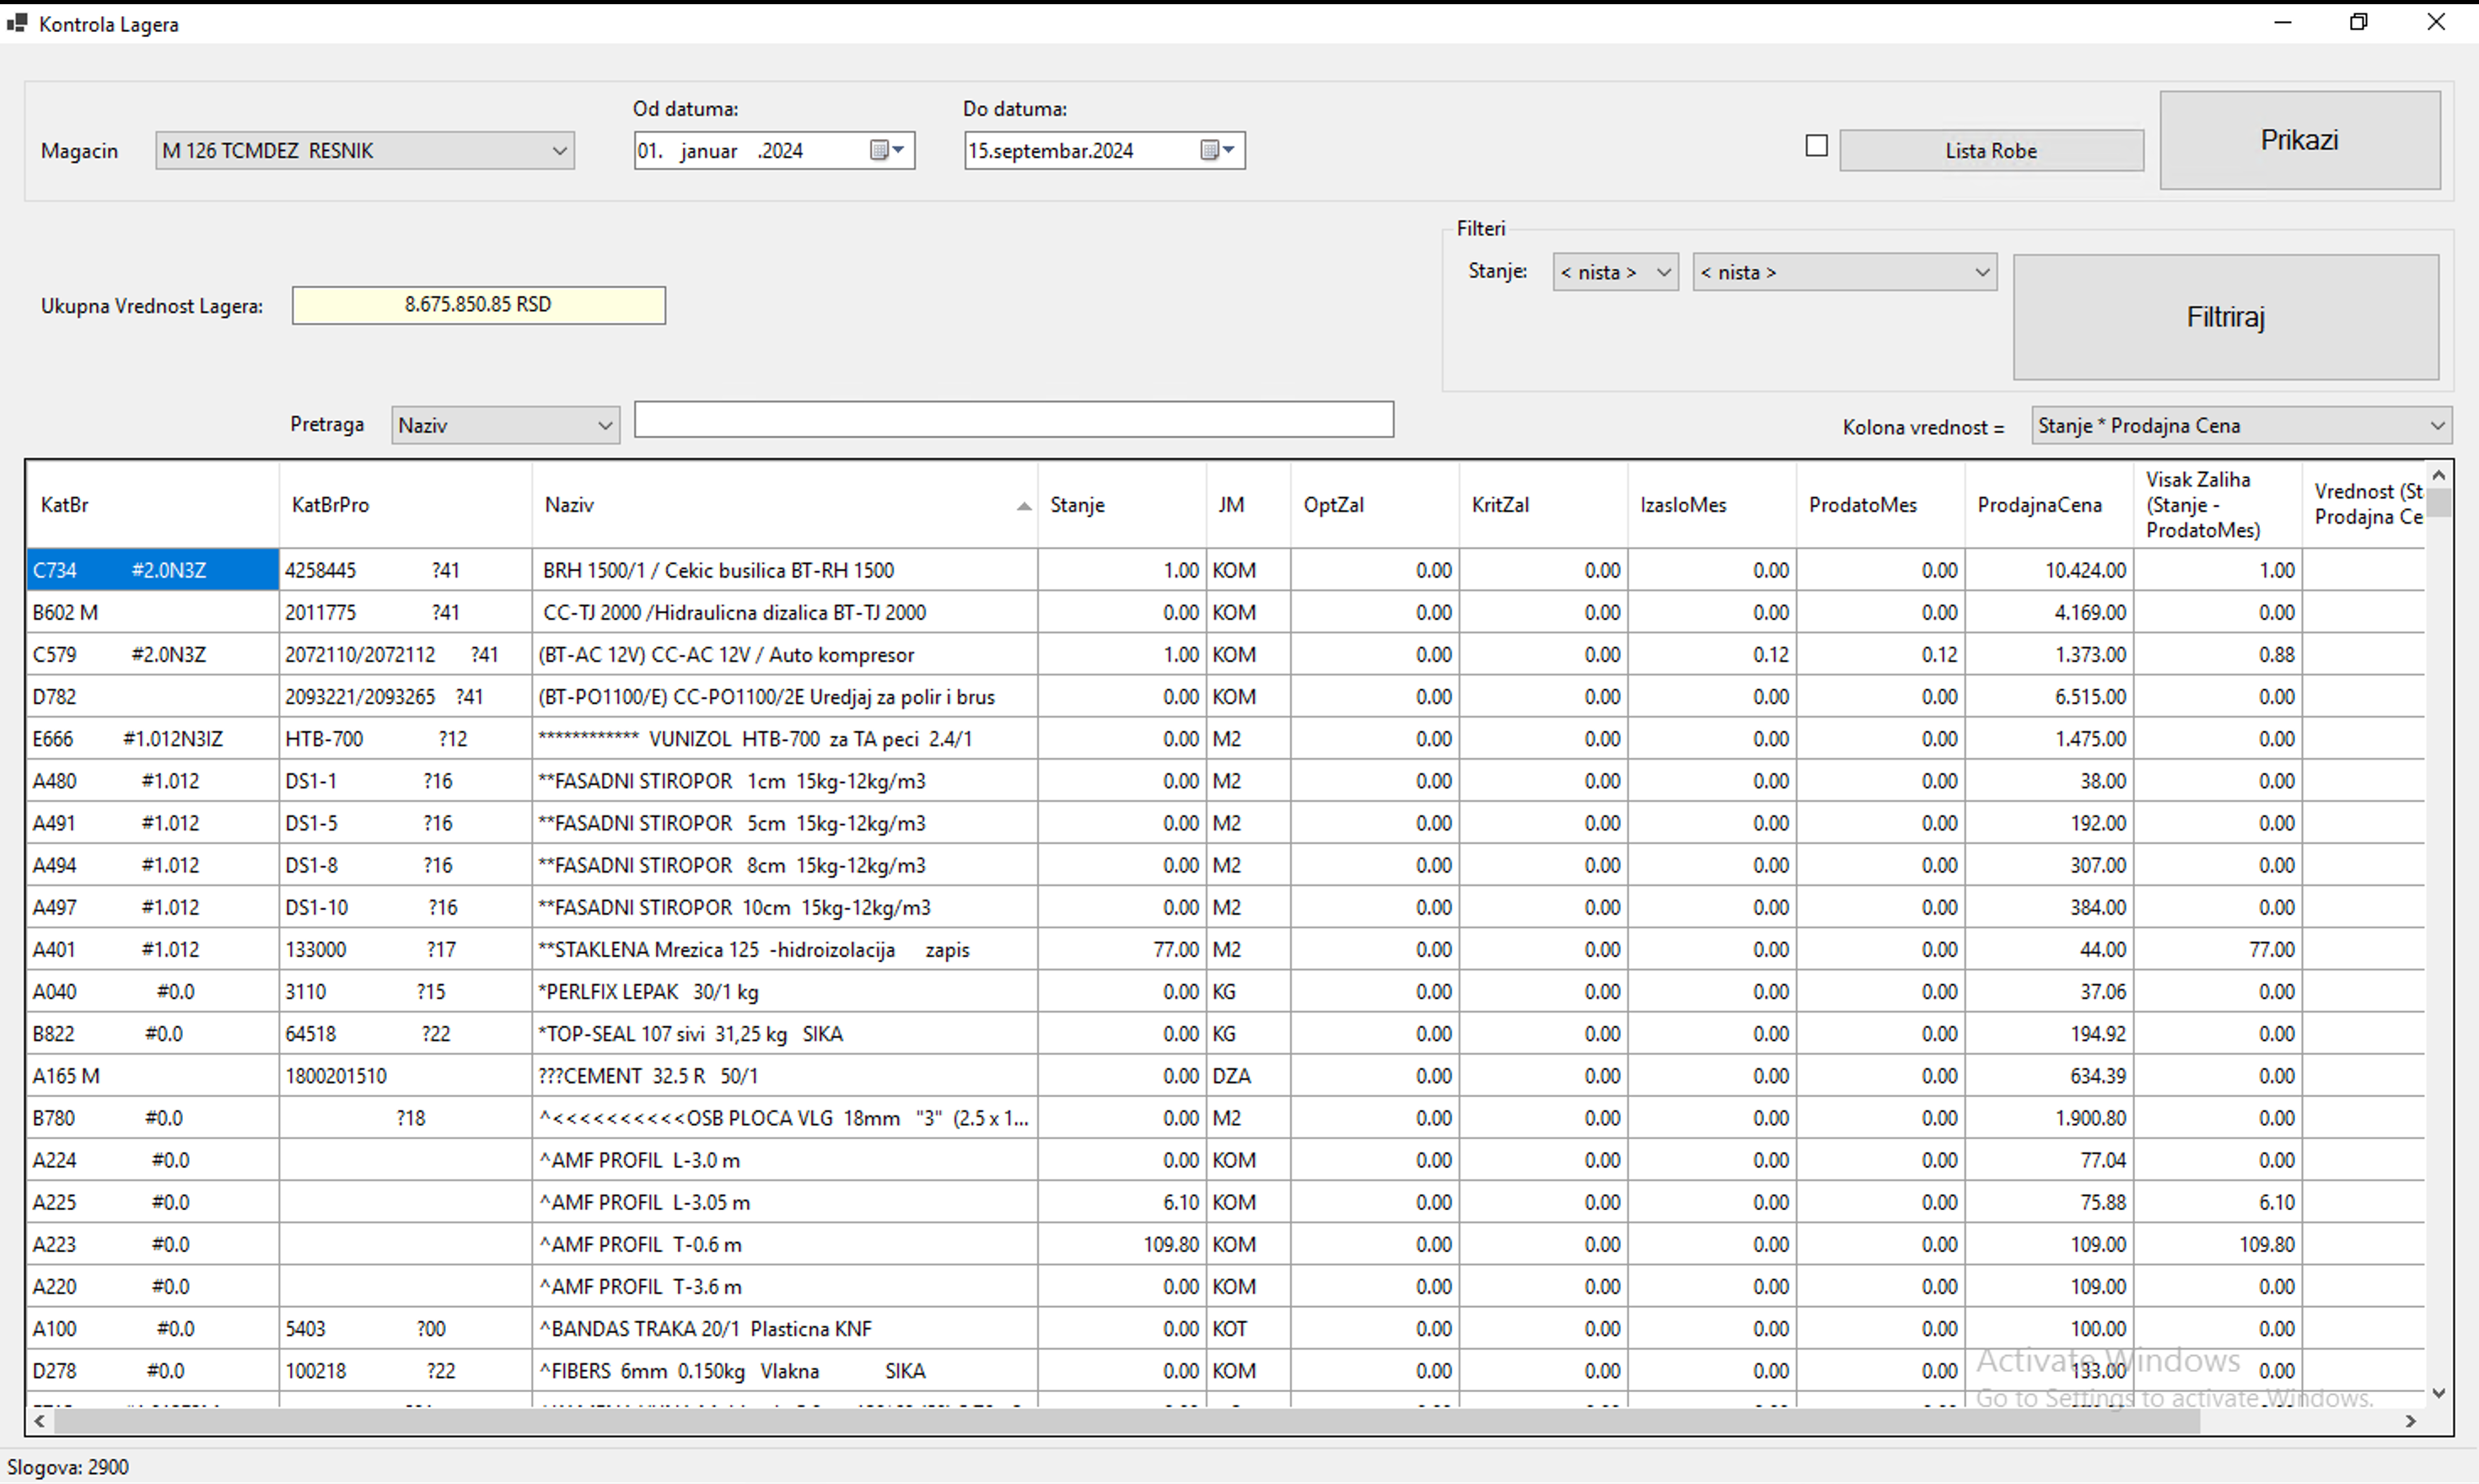 Kontrola Lagera
Od datuma: Do datuma:
Magacin M 126 TCMDEZ RESNIK 01. januar .2024 15.septembar.2024 Lista Robe Prikazi
Filteri
Stanje: < nista > < nista >
Ukupna Vrednost Lagera: 8.675.850.85 RSD Filtriraj
Pretraga Naziv Kolona vrednost = Stanje * Prodajna Cena
KatBr KatBrPro Naziv Stanje JM OptZal KritZal IzasloMes ProdatoMes ProdajnaCena Visak Zaliha (Stanje - ProdatoMes) Vrednost (St Prodajna Ce
C734 #2.0N3Z 4258445 ?41 BRH 1500/1 / Cekic busilica BT-RH 1500 1.00 KOM 0.00 0.00 0.00 0.00 10.424.00 1.00
B602 M 2011775 ?41 CC-TJ 2000 /Hidraulicna dizalica BT-TJ 2000 0.00 KOM 0.00 0.00 0.00 0.00 4.169.00 0.00
C579 #2.0N3Z 2072110/2072112 ?41 (BT-AC 12V) CC-AC 12V / Auto kompresor 1.00 KOM 0.00 0.00 0.12 0.12 1.373.00 0.88
D782 2093221/2093265 ?41 (BT-PO1100/E) CC-PO1100/2E Uredjaj za polir i brus 0.00 KOM 0.00 0.00 0.00 0.00 6.515.00 0.00
E666 #1.012N3IZ HTB-700 ?12 ************ VUNIZOL HTB-700 za TA peci 2.4/1 0.00 M2 0.00 0.00 0.00 0.00 1.475.00 0.00
A480 #1.012 DS1-1 ?16 **FASADNI STIROPOR 1cm 15kg-12kg/m3 0.00 M2 0.00 0.00 0.00 0.00 38.00 0.00
A491 #1.012 DS1-5 ?16 **FASADNI STIROPOR 5cm 15kg-12kg/m3 0.00 M2 0.00 0.00 0.00 0.00 192.00 0.00
A494 #1.012 DS1-8 ?16 **FASADNI STIROPOR 8cm 15kg-12kg/m3 0.00 M2 0.00 0.00 0.00 0.00 307.00 0.00
A497 #1.012 DS1-10 ?16 **FASADNI STIROPOR 10cm 15kg-12kg/m3 0.00 M2 0.00 0.00 0.00 0.00 384.00 0.00
A401 #1.012 133000 ?17 **STAKLENA Mrezica 125 -hidroizolacija zapis 77.00 M2 0.00 0.00 0.00 0.00 44.00 77.00
A040 #0.0 3110 ?15 *PERLFIX LEPAK 30/1 kg 0.00 KG 0.00 0.00 0.00 0.00 37.06 0.00
B822 #0.0 64518 ?22 *TOP-SEAL 107 sivi 31,25 kg SIKA 0.00 KG 0.00 0.00 0.00 0.00 194.92 0.00
A165 M 1800201510 ???CEMENT 32.5 R 50/1 0.00 DZA 0.00 0.00 0.00 0.00 634.39 0.00
B780 #0.0 ?18 ^<<<<<<<<<<OSB PLOCA VLG 18mm "3" (2.5 x 1... 0.00 M2 0.00 0.00 0.00 0.00 1.900.80 0.00
A224 #0.0 ^AMF PROFIL L-3.0 m 0.00 KOM 0.00 0.00 0.00 0.00 77.04 0.00
A225 #0.0 ^AMF PROFIL L-3.05 m 6.10 KOM 0.00 0.00 0.00 0.00 75.88 6.10
A223 #0.0 ^AMF PROFIL T-0.6 m 109.80 KOM 0.00 0.00 0.00 0.00 109.00 109.80
A220 #0.0 ^AMF PROFIL T-3.6 m 0.00 KOM 0.00 0.00 0.00 0.00 109.00 0.00
A100 #0.0 5403 ?00 ^BANDAS TRAKA 20/1 Plasticna KNF 0.00 KOT 0.00 0.00 0.00 0.00 100.00 0.00
D278 #0.0 100218 ?22 ^FIBERS 6mm 0.150kg Vlakna SIKA 0.00 KOM 0.00 0.00 0.00 0.00 133.00 0.00
Activate Windows
Go to Settings to activate Windows.
Slogova: 2900